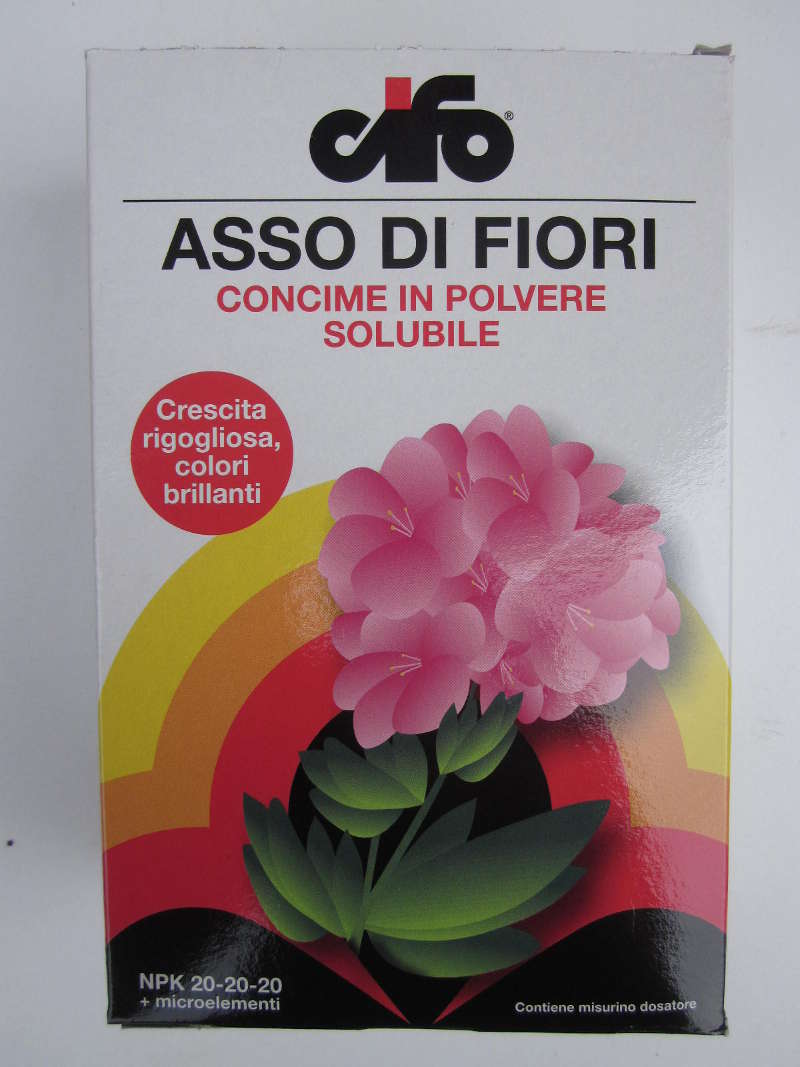 cifo®
ASSO DI FIORI
CONCIME IN POLVERE
SOLUBILE
Crescita
rigogliosa,
colori
brillanti
NPK 20-20-20
+ microelementi
Contiene misurino dosatore